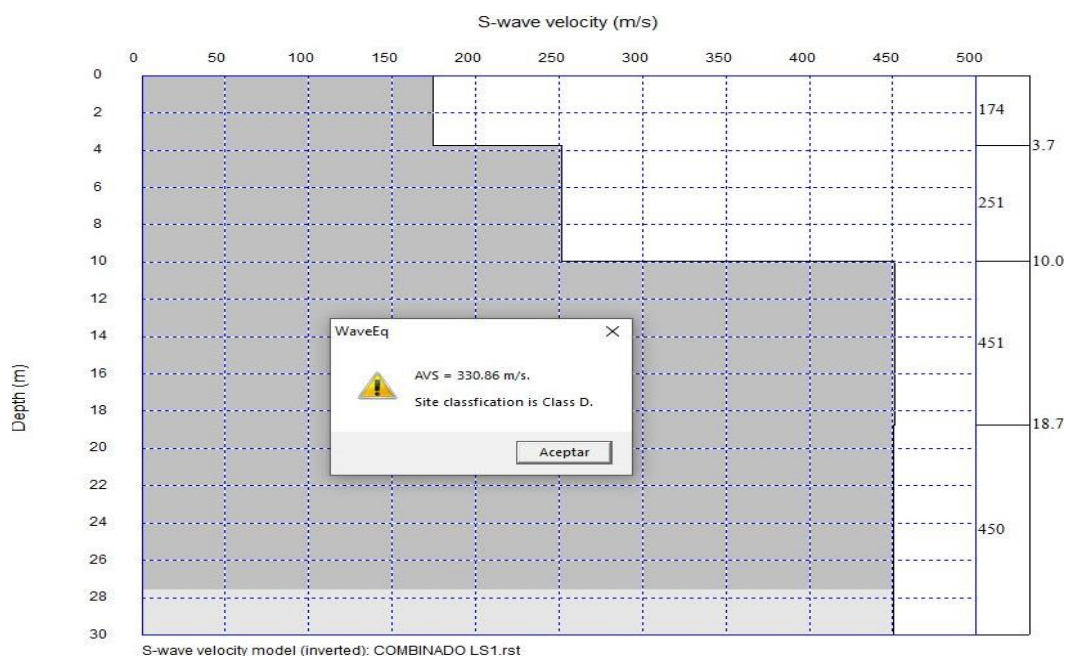 S-wave velocity (m/s)
0 50 100 150 200 250 300 350 400 450 500
0
2
4
6
8
10
12
14
16
18
20
22
24
26
28
30
Depth (m)
174
3.7
251
10.0
451
18.7
450
WaveEq
AVS = 330.86 m/s.
Site classfication is Class D.
Aceptar
S-wave velocity model (inverted): COMBINADO LS1.rst